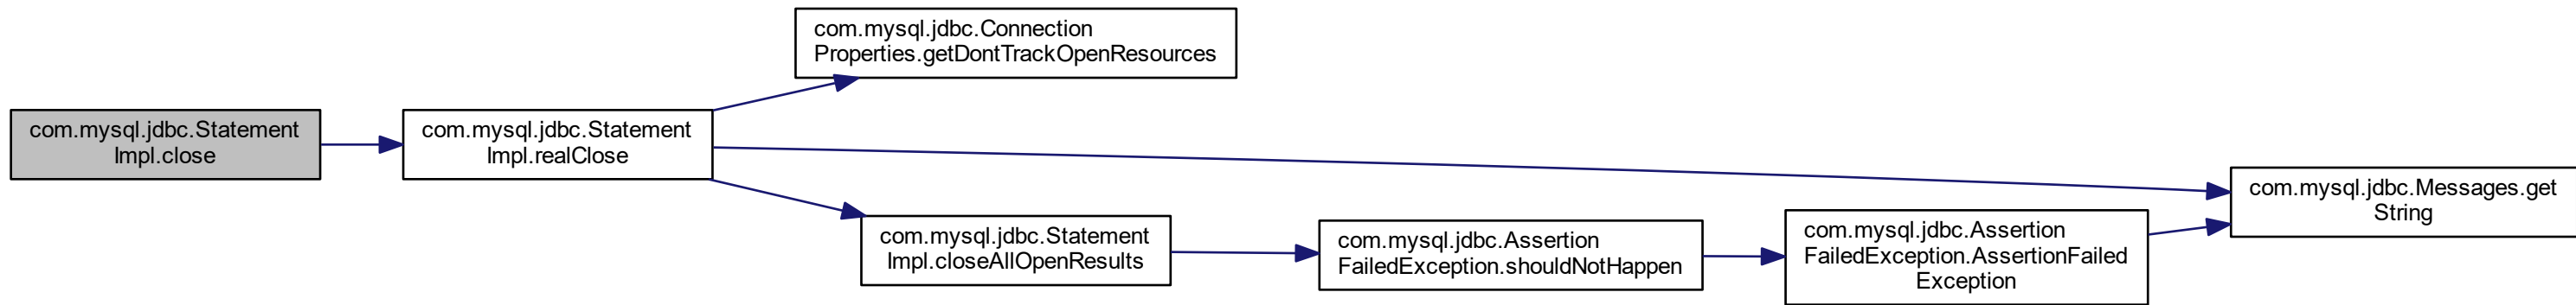 com.mysql.jdbc.Connection
Properties.getDontTrackOpenResources
com.mysql.jdbc.Statement
Impl.close
com.mysql.jdbc.Statement
Impl.realClose
com.mysql.jdbc.Messages.get
String
com.mysql.jdbc.Statement
Impl.closeAllOpenResults
com.mysql.jdbc.Assertion
FailedException.shouldNotHappen
com.mysql.jdbc.Assertion
FailedException.AssertionFailed
Exception